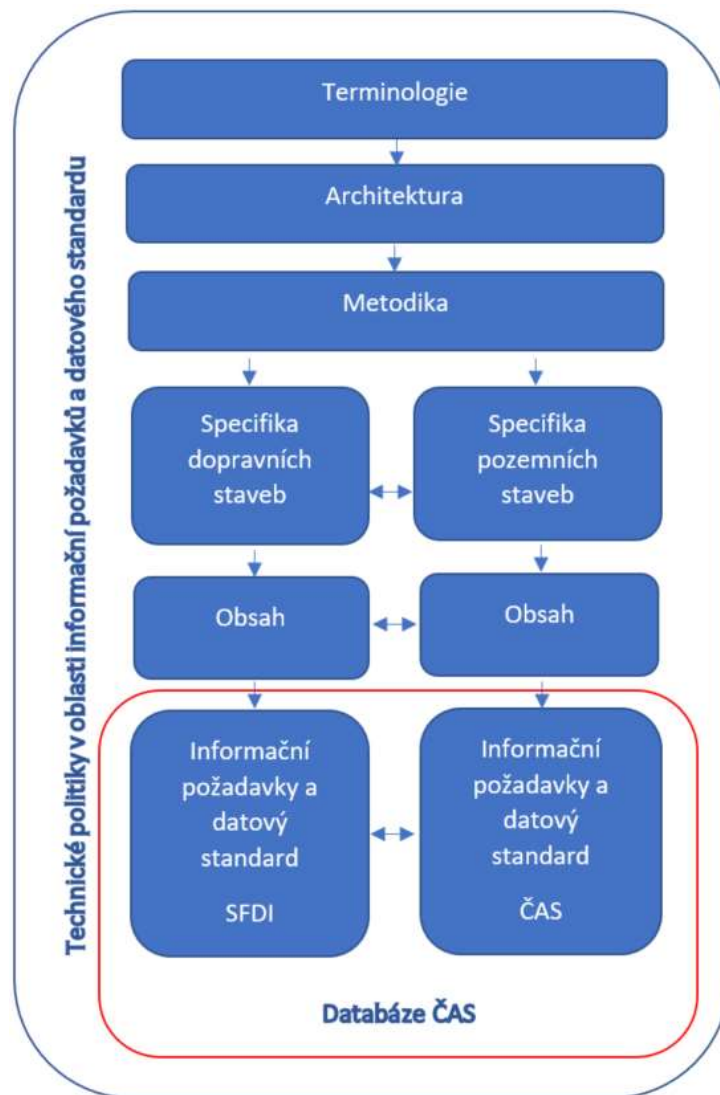 Technické politiky v oblasti informační požadavků a datového standardu
Terminologie
Architektura
Metodika
Specifika
dopravních
staveb
Specifika
pozemních
staveb
Obsah
Obsah
Informační
požadavky a
datový
standard
SFDI
Informační
požadavky a
datový
standard
ČAS
Databáze ČAS